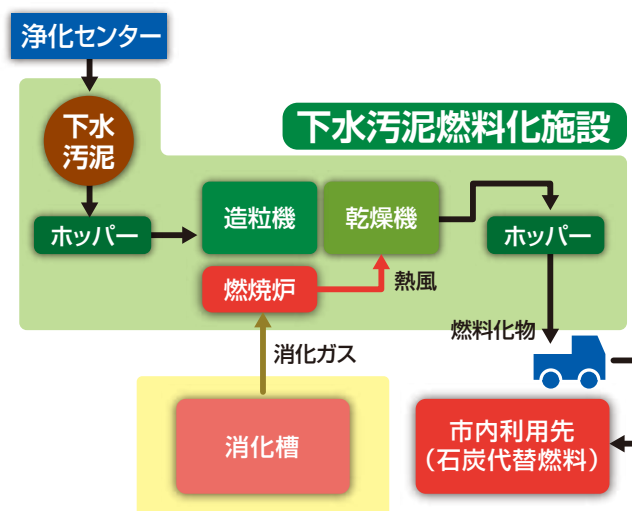 浄化センター
下水
汚泥
下水汚泥燃料化施設
ホッパー
造粒機
乾燥機
ホッパー
燃焼炉
熱風
消化ガス
燃料化物
消化槽
市内利用先
（石炭代替燃料）